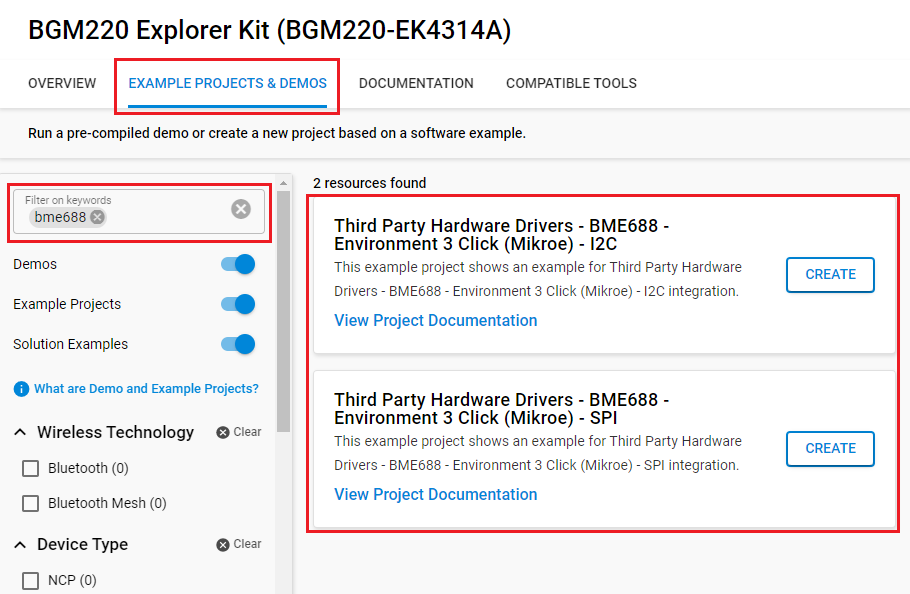 BGM220 Explorer Kit (BGM220-EK4314A)
OVERVIEW
EXAMPLE PROJECTS & DEMOS
DOCUMENTATION
COMPATIBLE TOOLS
Run a pre-compiled demo or create a new project based on a software example.
Filter on keywords
bme688
Demos
Example Projects
Solution Examples
What are Demo and Example Projects?
Wireless Technology
Clear
Bluetooth (0)
Bluetooth Mesh (0)
Device Type
Clear
NCP (0)
2 resources found
Third Party Hardware Drivers - BME688 -
Environment 3 Click (Mikroe) - I2C
This example project shows an example for Third Party Hardware
Drivers - BME688 - Environment 3 Click (Mikroe) - I2C integration.
View Project Documentation
CREATE
Third Party Hardware Drivers - BME688 -
Environment 3 Click (Mikroe) - SPI
This example project shows an example for Third Party Hardware
Drivers - BME688 - Environment 3 Click (Mikroe) - SPI integration.
View Project Documentation
CREATE